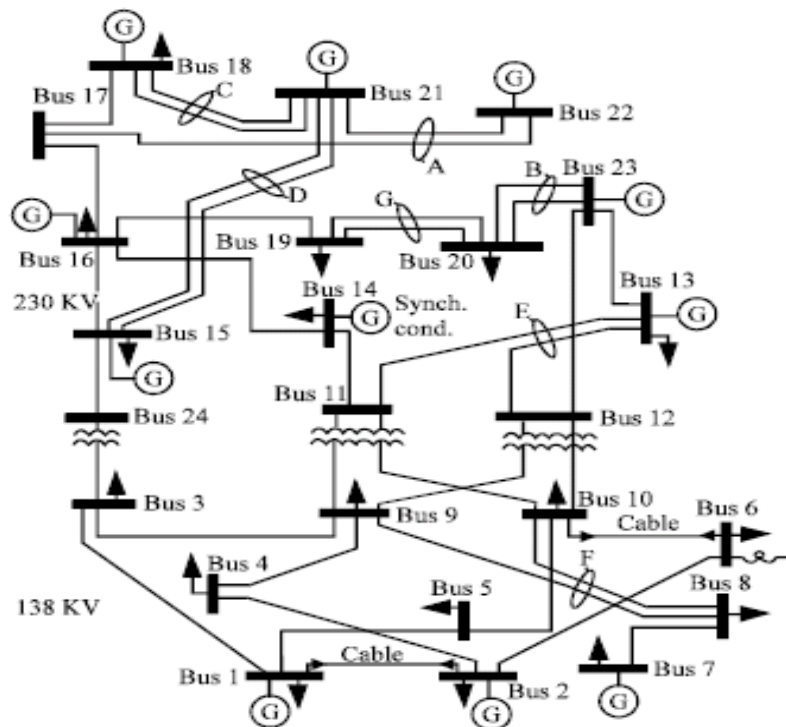 G
G
G
Bus 18
Bus 21
Bus 17
C
Bus 22
A
B
Bus 23
D
G
G
G
Bus 16
Bus 19
Bus 20
Bus 13
230 KV
Bus 14
Synch.
cond.
G
G
E
Bus 15
G
Bus 11
Bus 24
Bus 12
Bus 3
Bus 9
Bus 10
Bus 6
Cable
Bus 4
Bus 5
F
Bus 8
138 KV
Cable
Bus 1
Bus 2
Bus 7
G
G
G